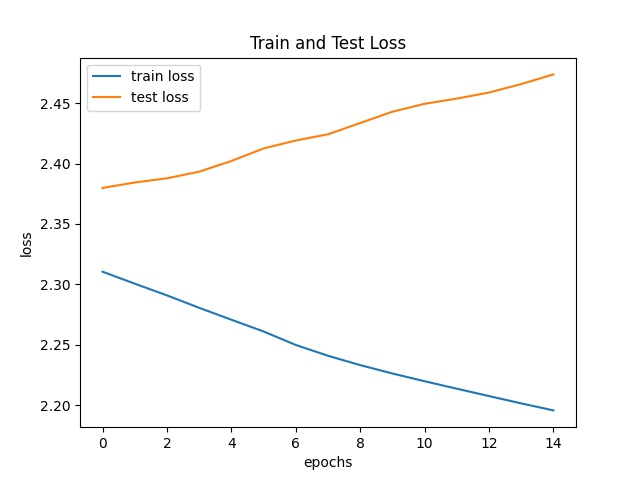 Train and Test Loss
train loss
test loss
2.45
2.40
2.35
2.30
2.25
2.20
loss
0 2 4 6 8 10 12 14
epochs